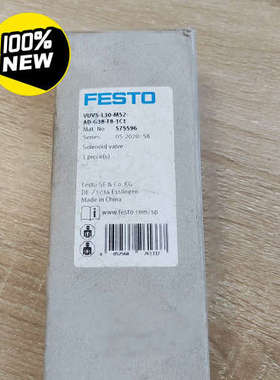 100%
NEW
FESTO
VUVS-L30-M52-
AD-G38-F8-1C1
Mat. No. 575596
Series: 05.2020/58
Solenoid valve
1 piece(s)
Festo SE & Co. KG
DE-73734 Esslingen
Made in China
www.festo.com/sp